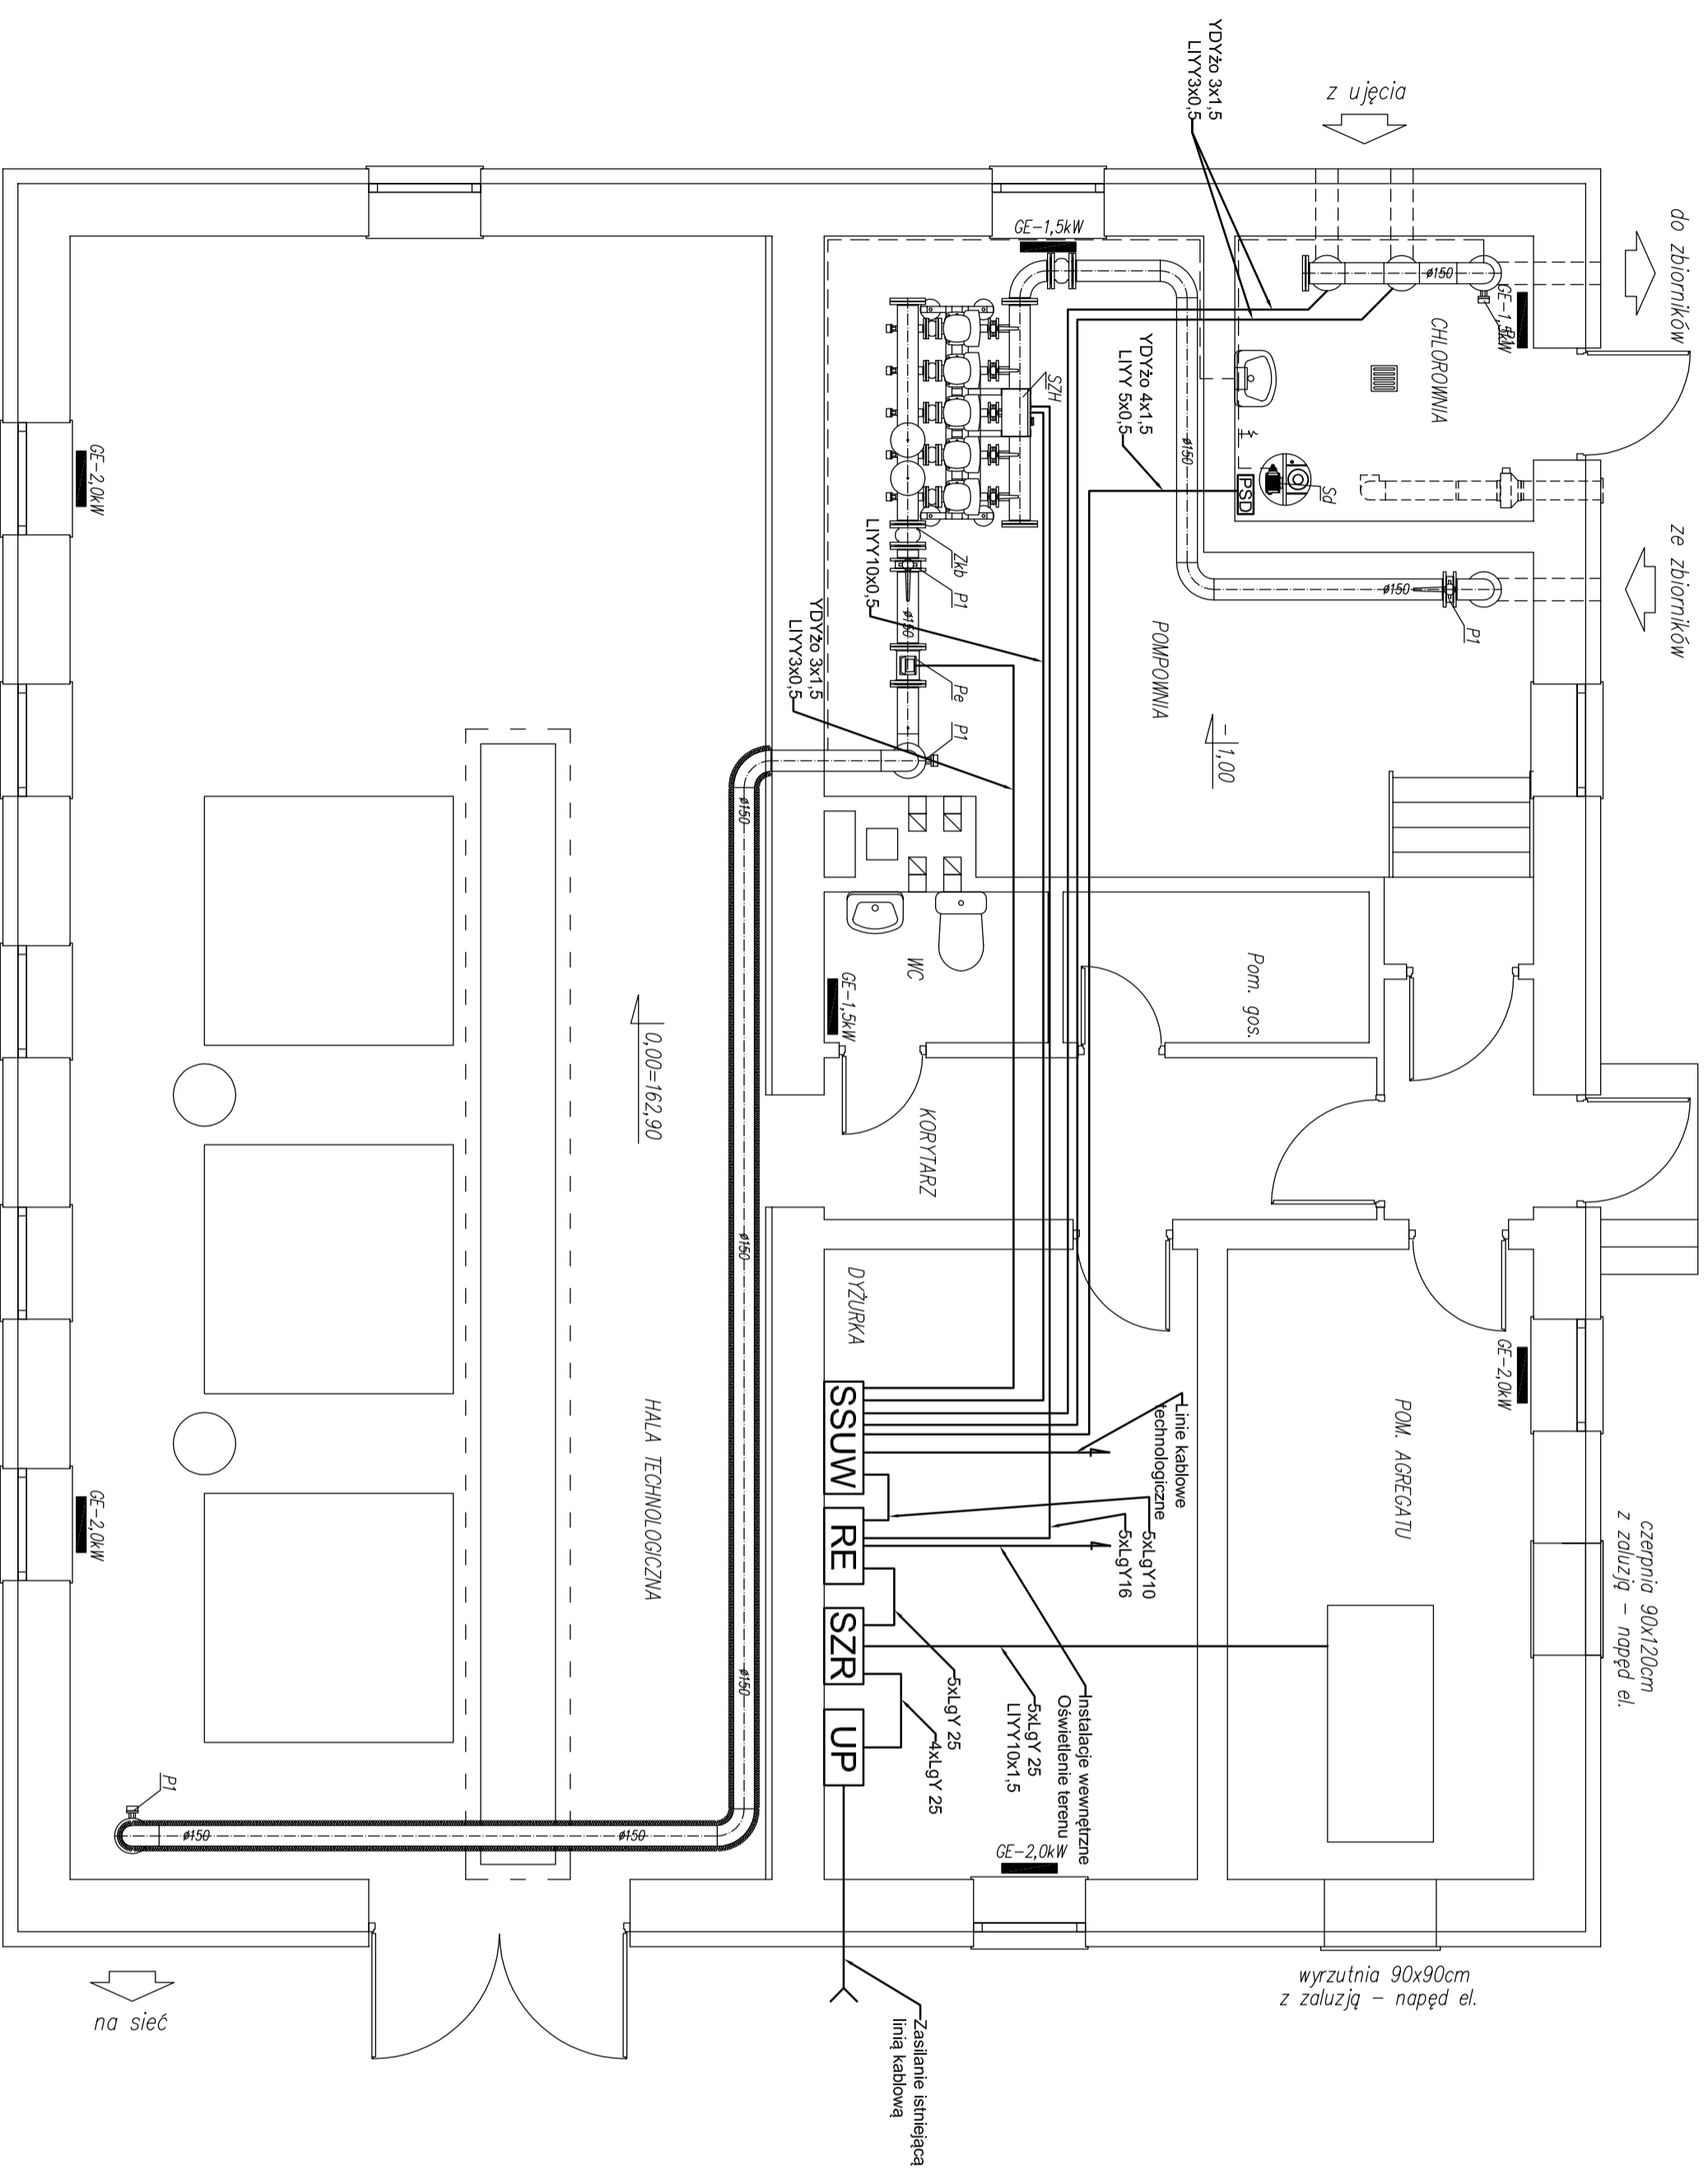 do zbiorników
ze zbiorników
z ujęcia
czerpnia 90x120cm
z zaluzją - napęd el.
wyrzutnia 90x90cm
z zaluzją - napęd el.
na sieć
YDYżo 3x1,5
LIYY3x0,5
GE-1,5kW
ø150
CHLOROWNIA
Sd
PSD
GE-1,5kW
YDYżo 4x1,5
LIYY 5x0,5
ø150
ø150
P1
POMPOWNIA
- 1,00
SZH
Zkb
P1
ø150
Pe
P1
LIYY10x0,5
YDYżo 3x1,5
LIYY3x0,5
WC
GE-1,5kW
Pom. gos.
KORYTARZ
DYŻURKA
GE-2,0kW
POM. AGREGATU
SSUW
RE
SZR
UP
Linie kablowe
technologiczne
5xLgY10
5xLgY16
Instalacje wewnętrzne
Oświetlenie terenu
5xLgY 25
LIYY10x1,5
5xLgY 25
4xLgY 25
GE-2,0kW
Zasilanie istniejącą
linią kablową
ø150
ø150
ø150
0,00=162,90
HALA TECHNOLOGICZNA
GE-2,0kW
GE-2,0kW
P1
ø150
ø150